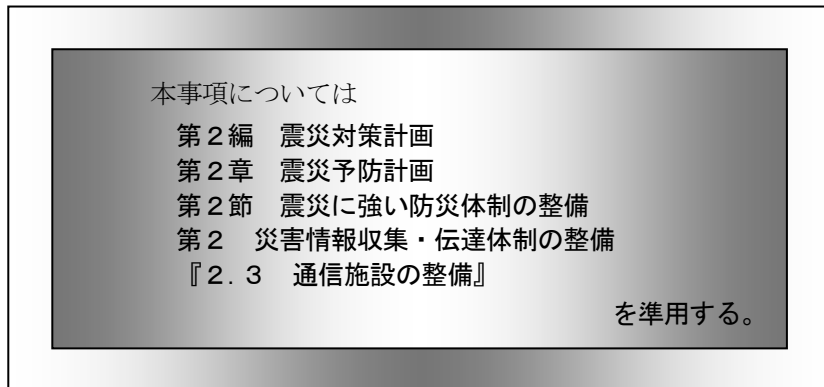 本事項については
第２編　震災対策計画
第２章　震災予防計画
第２節　震災に強い防災体制の整備
第２　災害情報収集・伝達体制の整備
『２．３　通信施設の整備』
を準用する。